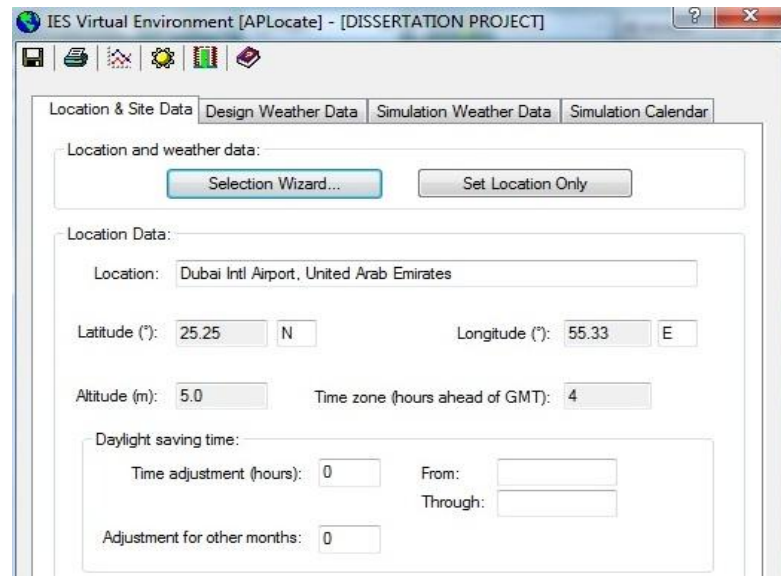 IES Virtual Environment [APLocate] - [DISSERTATION PROJECT]
Location & Site Data Design Weather Data Simulation Weather Data Simulation Calendar
Location and weather data:
Selection Wizard... Set Location Only
Location Data:
Location: Dubai Intl Airport, United Arab Emirates
Latitude (°): 25.25 N Longitude (°): 55.33 E
Altitude (m): 5.0 Time zone (hours ahead of GMT): 4
Daylight saving time:
Time adjustment (hours): 0 From:
Through:
Adjustment for other months: 0